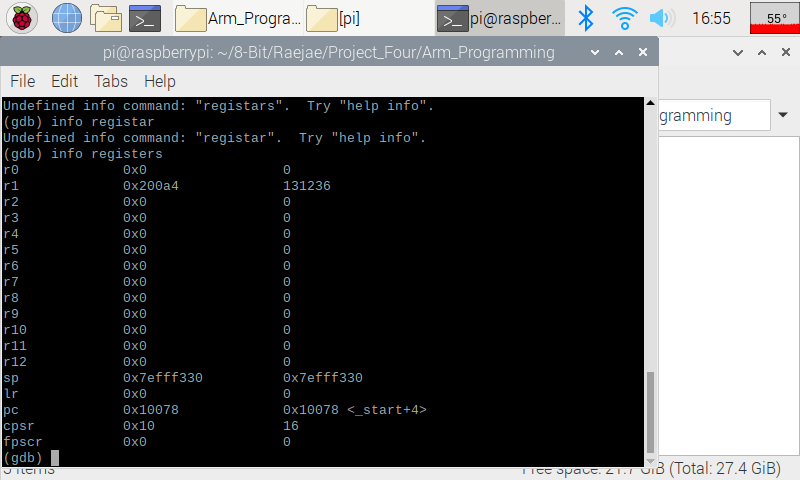 Arm_Progra... [pi] pi@raspber... 16:55 55°
pi@raspberrypi: ~/8-Bit/Raejae/Project_Four/Arm_Programming
File Edit Tabs Help
Undefined info command: "registars".  Try "help info".
(gdb) info registar
gramming
Undefined info command: "registar".  Try "help info".
(gdb) info registers
r0 0x0 0
r1 0x200a4 131236
r2 0x0 0
r3 0x0 0
r4 0x0 0
r5 0x0 0
r6 0x0 0
r7 0x0 0
r8 0x0 0
r9 0x0 0
r10 0x0 0
r11 0x0 0
r12 0x0 0
sp 0x7efff330 0x7efff330
lr 0x0 0
pc 0x10078 0x10078 <_start+4>
cpsr 0x10 16
fpscr 0x0 0
(gdb)
items Free space: 21.7 GiB (Total: 27.4 GiB)